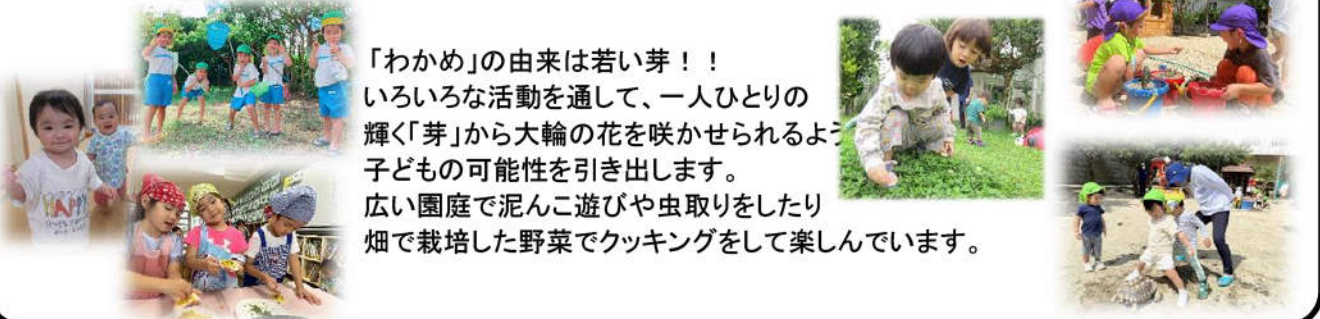 「わかめ」の由来は若い芽！！
いろいろな活動を通して、一人ひとりの
輝く「芽」から大輪の花を咲かせられるよう
子どもの可能性を引き出します。
広い園庭で泥んこ遊びや虫取りをしたり
畑で栽培した野菜でクッキングをして楽しんでいます。
HAPPY